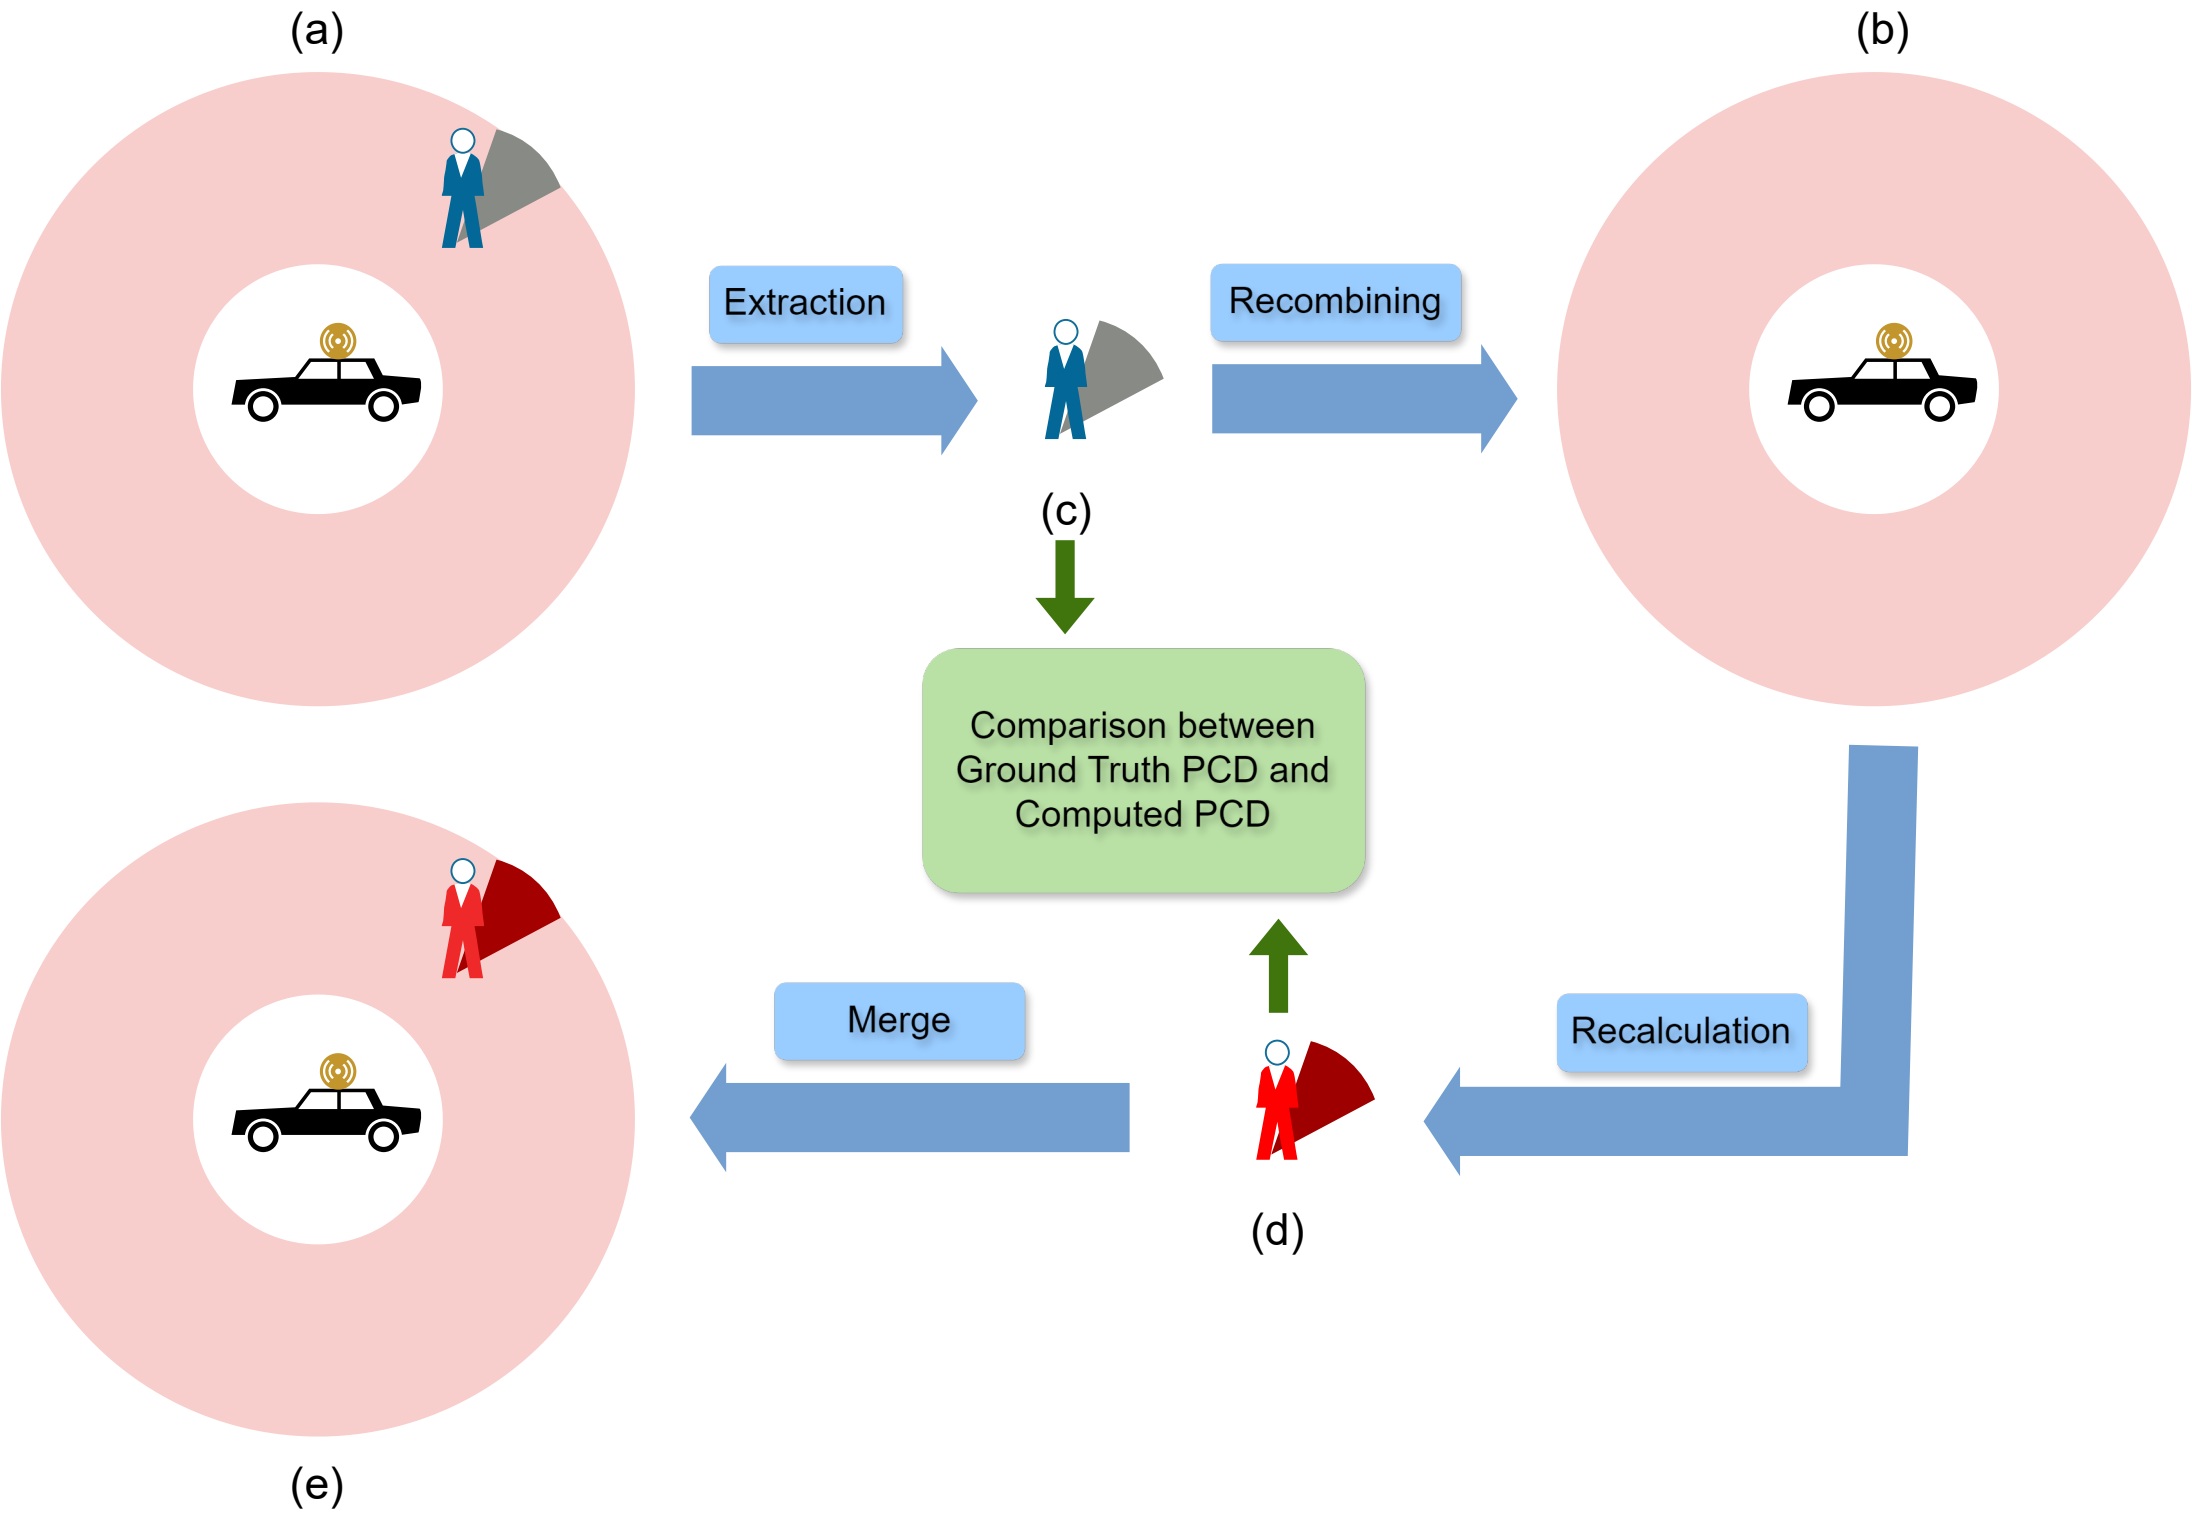 (a)
(b)
Extraction
Recombining
(c)
Comparison between
Ground Truth PCD and
Computed PCD
Merge
Recalculation
(d)
(e)